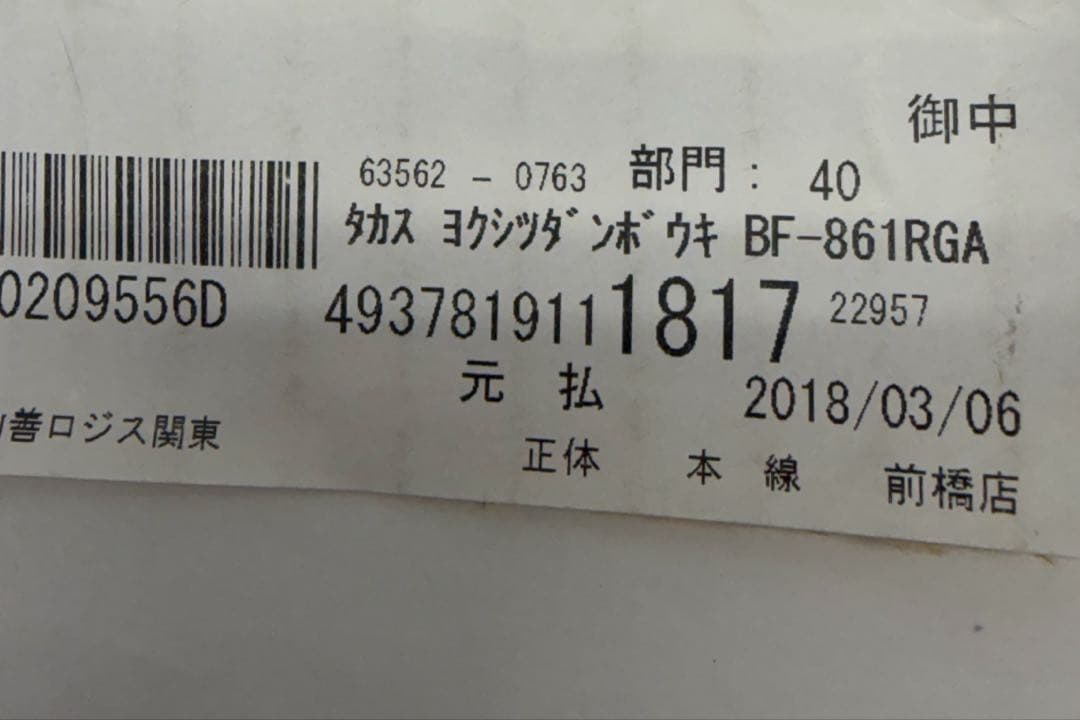 御中
63562 - 0763 部門: 40
ﾀｶｽ ﾖｸｼﾂﾀﾞﾝﾎﾞｳｷ BF-861RGA
0209556D 4937819111817 22957
元 払 2018/03/06
善ロジス関東 正体 本 線 前橋店